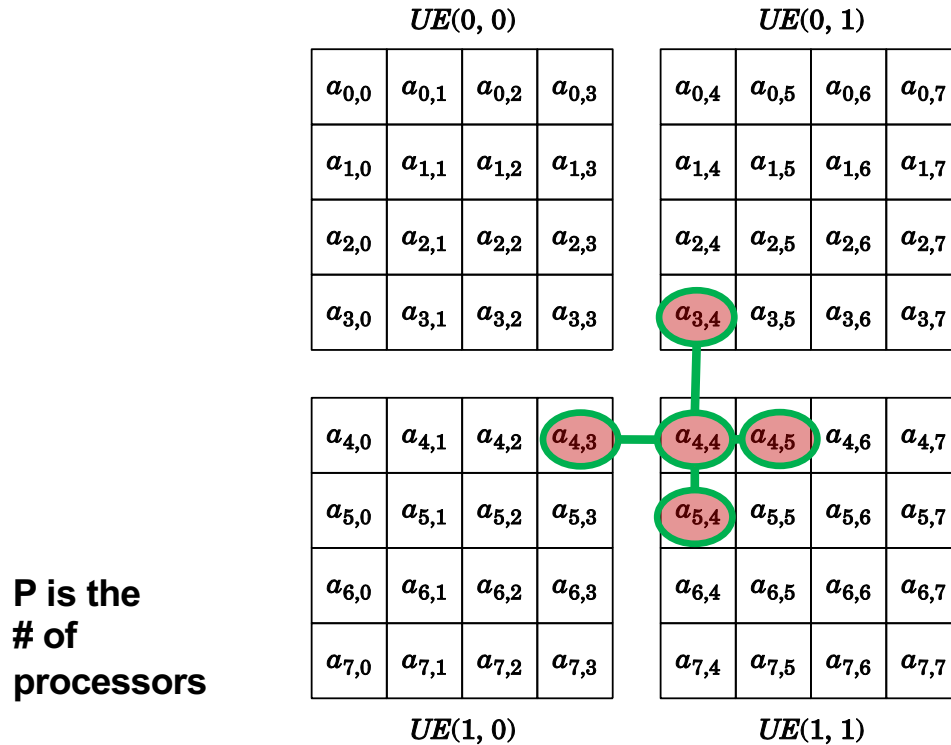 UE(0, 0) UE(0, 1)
a0,0 a0,1 a0,2 a0,3 a0,4 a0,5 a0,6 a0,7
a1,0 a1,1 a1,2 a1,3 a1,4 a1,5 a1,6 a1,7
a2,0 a2,1 a2,2 a2,3 a2,4 a2,5 a2,6 a2,7
a3,0 a3,1 a3,2 a3,3 a3,4 a3,5 a3,6 a3,7
a4,0 a4,1 a4,2 a4,3 a4,4 a4,5 a4,6 a4,7
a5,0 a5,1 a5,2 a5,3 a5,4 a5,5 a5,6 a5,7
a6,0 a6,1 a6,2 a6,3 a6,4 a6,5 a6,6 a6,7
a7,0 a7,1 a7,2 a7,3 a7,4 a7,5 a7,6 a7,7
UE(1, 0) UE(1, 1)
P is the
# of
processors